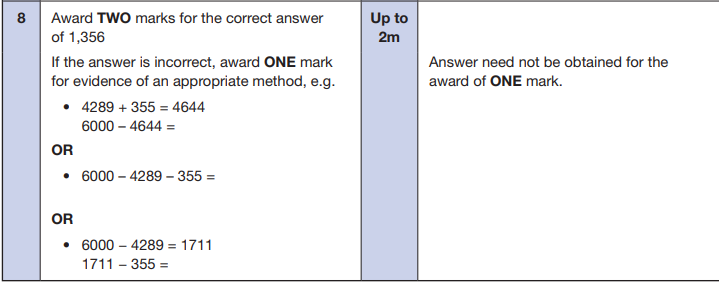 8
Award TWO marks for the correct answer
of 1,356
Up to
2m
If the answer is incorrect, award ONE mark
for evidence of an appropriate method, e.g.
• 4289 + 355 = 4644
6000 – 4644 =
OR
• 6000 – 4289 – 355 =
OR
• 6000 – 4289 = 1711
1711 – 355 =
Answer need not be obtained for the
award of ONE mark.